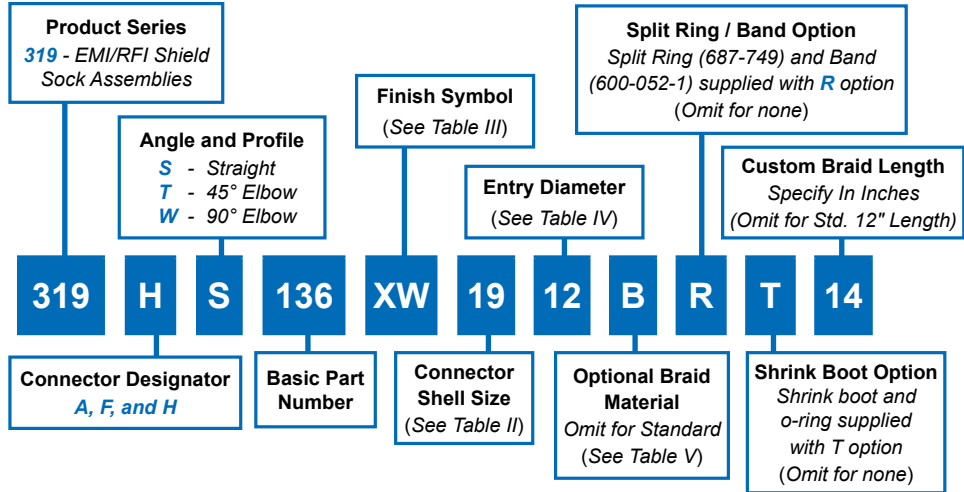 Product Series
319 - EMI/RFI Shield
Sock Assemblies
Angle and Profile
S - Straight
T - 45° Elbow
W - 90° Elbow
Finish Symbol
(See Table III)
Entry Diameter
(See Table IV)
Split Ring / Band Option
Split Ring (687-749) and Band
(600-052-1) supplied with R option
(Omit for none)
Custom Braid Length
Specify In Inches
(Omit for Std. 12" Length)
319 H S 136 XW 19 12 B R T 14
Connector Designator
A, F, and H
Basic Part
Number
Connector
Shell Size
(See Table II)
Optional Braid
Material
Omit for Standard
(See Table V)
Shrink Boot Option
Shrink boot and
o-ring supplied
with T option
(Omit for none)